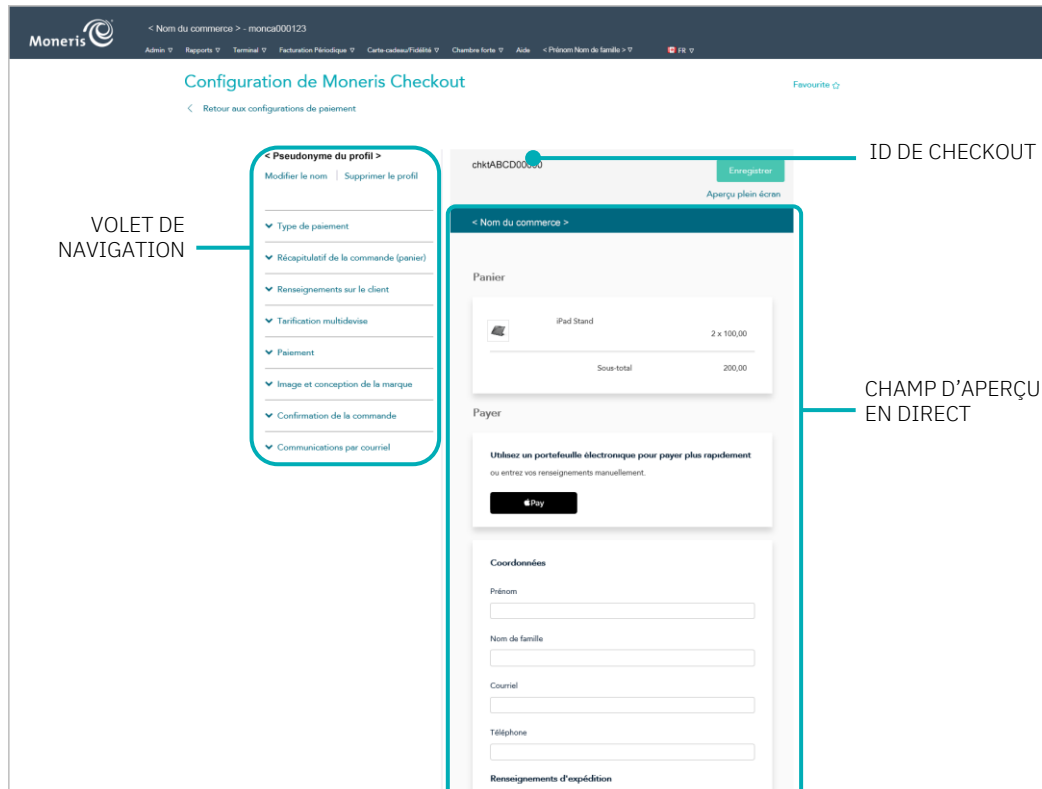 Moneris
< Nom du commerce > - monca000123
Admin Rapports Terminal Facturation Périodique Carte-cadeau/Fidélité Chambre forte Aide < Prénom Nom de famille > FR
Configuration de Moneris Checkout
Favourite
Retour aux configurations de paiement
< Pseudonyme du profil >
Modifier le nom | Supprimer le profil
Type de paiement
Récapitulatif de la commande (panier)
Renseignements sur le client
Tarification multidevise
Paiement
Image et conception de la marque
Confirmation de la commande
Communications par courriel
VOLET DE
NAVIGATION
chktABCD00000
ID DE CHECKOUT
Enregistrer
Aperçu plein écran
< Nom du commerce >
Panier
iPad Stand
2 x 100,00
Sous-total 200,00
CHAMP D'APERÇU
EN DIRECT
Payer
Utilisez un portefeuille électronique pour payer plus rapidement
ou entrez vos renseignements manuellement.
Pay
Coordonnées
Prénom
Nom de famille
Courriel
Téléphone
Renseignements d'expédition